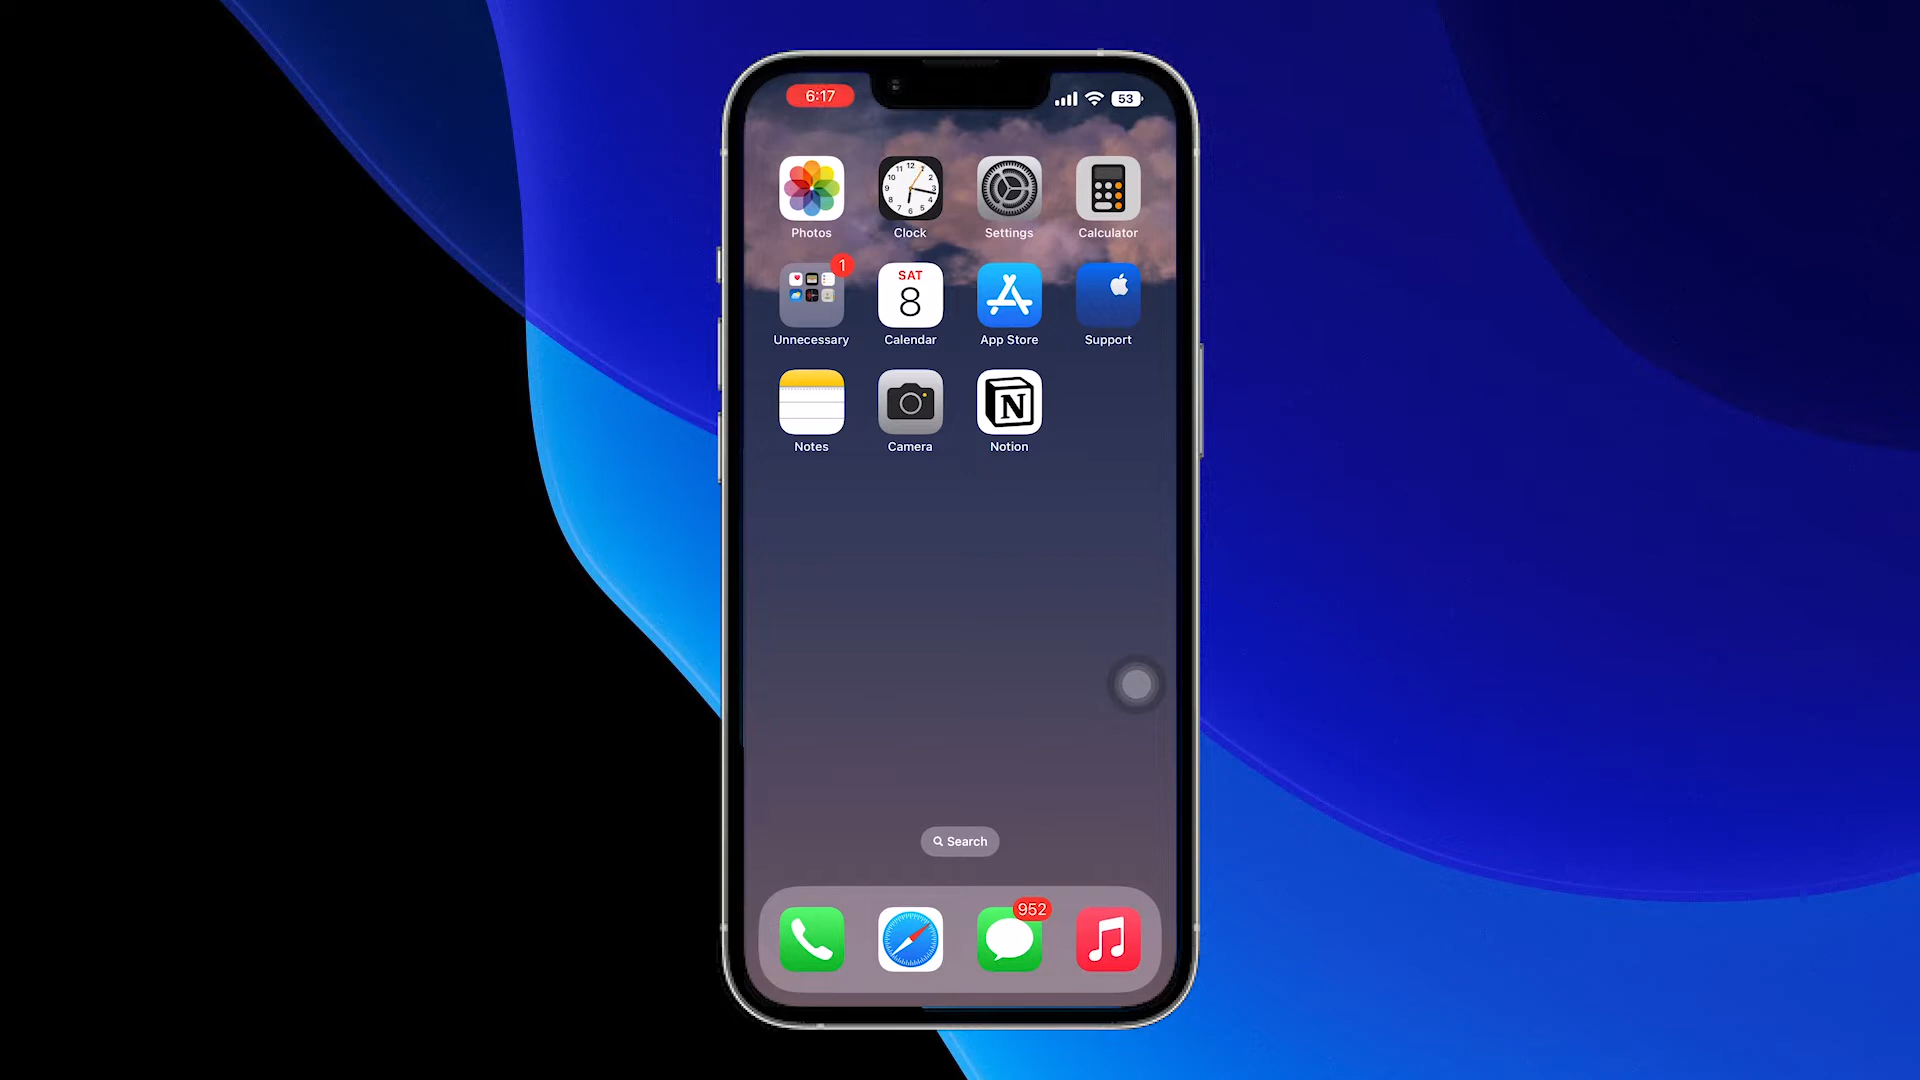 6:17
53
Photos
Clock
Settings
Calculator
1
SAT
8
Unnecessary
Calendar
App Store
Support
N
Notes
Camera
Notion
Search
952